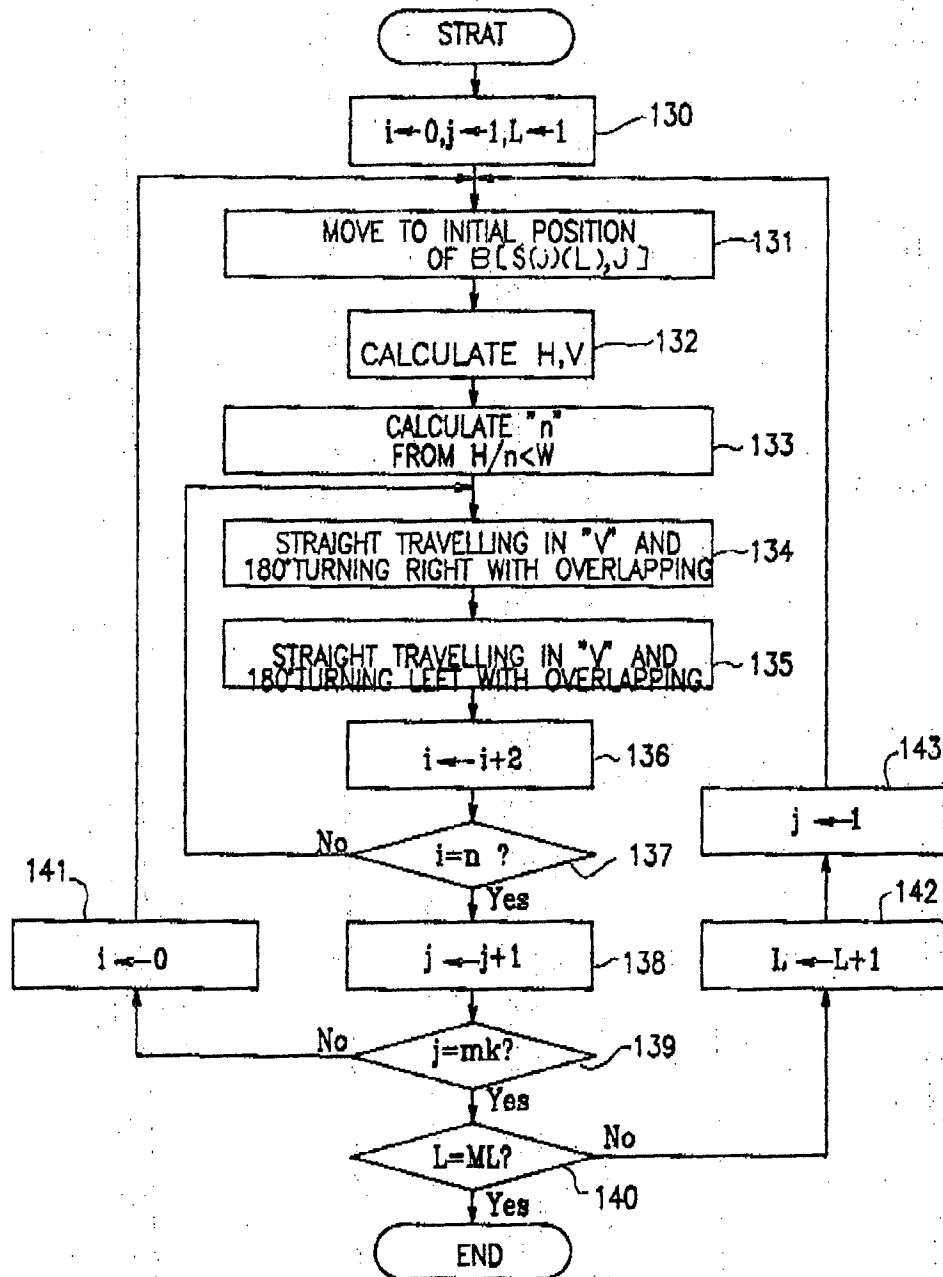 STRAT
i←0,j←1,L←1
130
MOVE TO INITIAL POSITION
OF B[S(j)(L),J]
131
CALCULATE H,V
132
CALCULATE "n"
FROM H/n<W
133
STRAIGHT TRAVELLING IN "V" AND
180°TURNING RIGHT WITH OVERLAPPING
134
STRAIGHT TRAVELLING IN "V" AND
180°TURNING LEFT WITH OVERLAPPING
135
i←i+2
136
i=n ?
No
137
Yes
j←j+1
138
141
i←0
j=mk?
No
139
Yes
L=ML?
No
140
Yes
142
L←L+1
143
j←1
END